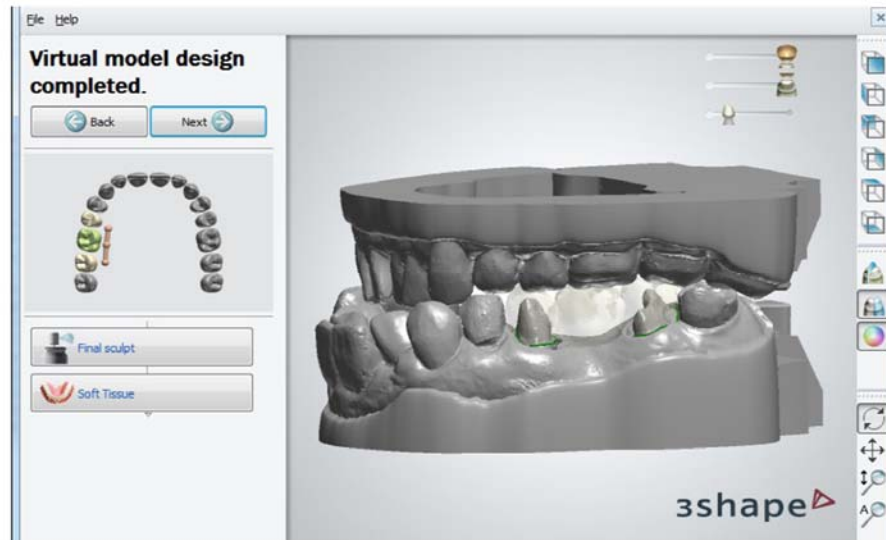 File Help
Virtual model design
completed.
Back Next
Final sculpt
Soft Tissue
3shape
A